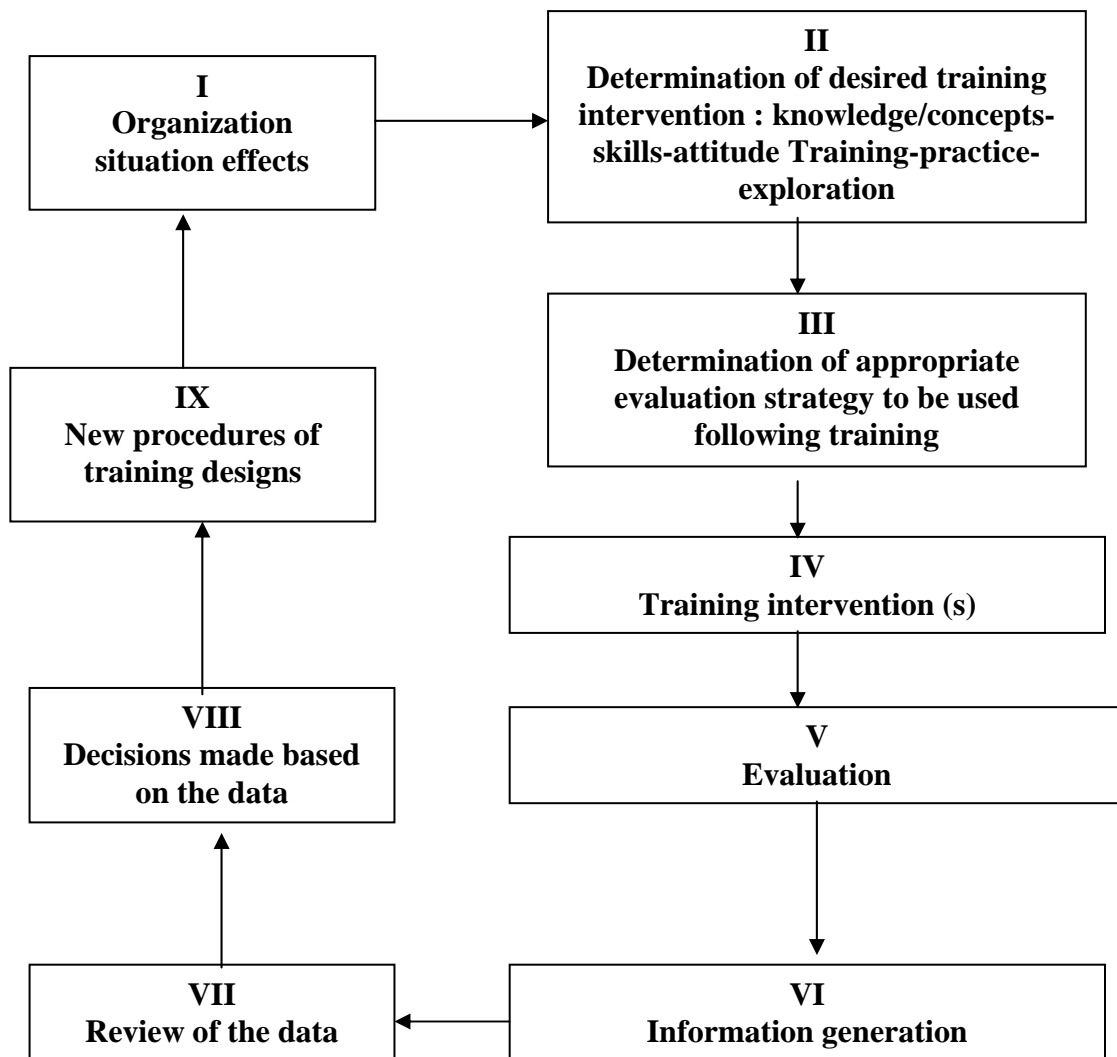 I
Organization
situation effects
II
Determination of desired training
intervention : knowledge/concepts-
skills-attitude Training-practice-
exploration
III
Determination of appropriate
evaluation strategy to be used
following training
IV
Training intervention (s)
V
Evaluation
VI
Information generation
VII
Review of the data
VIII
Decisions made based
on the data
IX
New procedures of
training designs